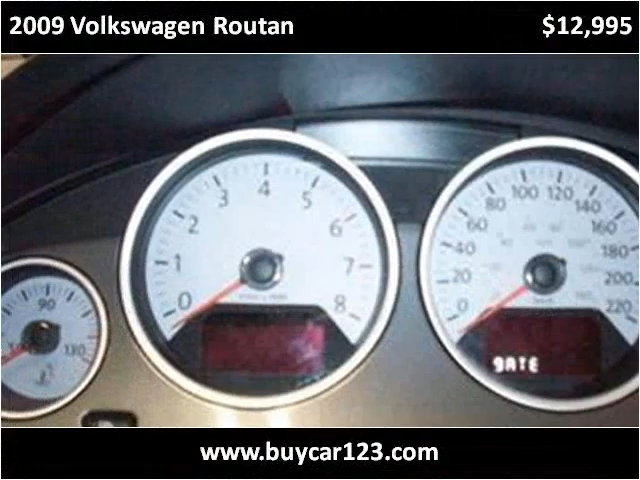 2009 Volkswagen Routan $12,995
0 1 2 3 4 5 6 7 8
0 20 40 60 80 100 120 140 160 180 200 220
90 130
gATE
www.buycar123.com